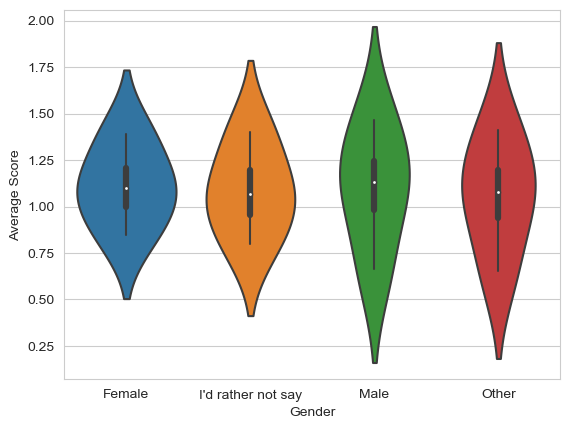 2.00
1.75
1.50
1.25
1.00
0.75
0.50
0.25
Average Score
Female
I'd rather not say
Male
Other
Gender